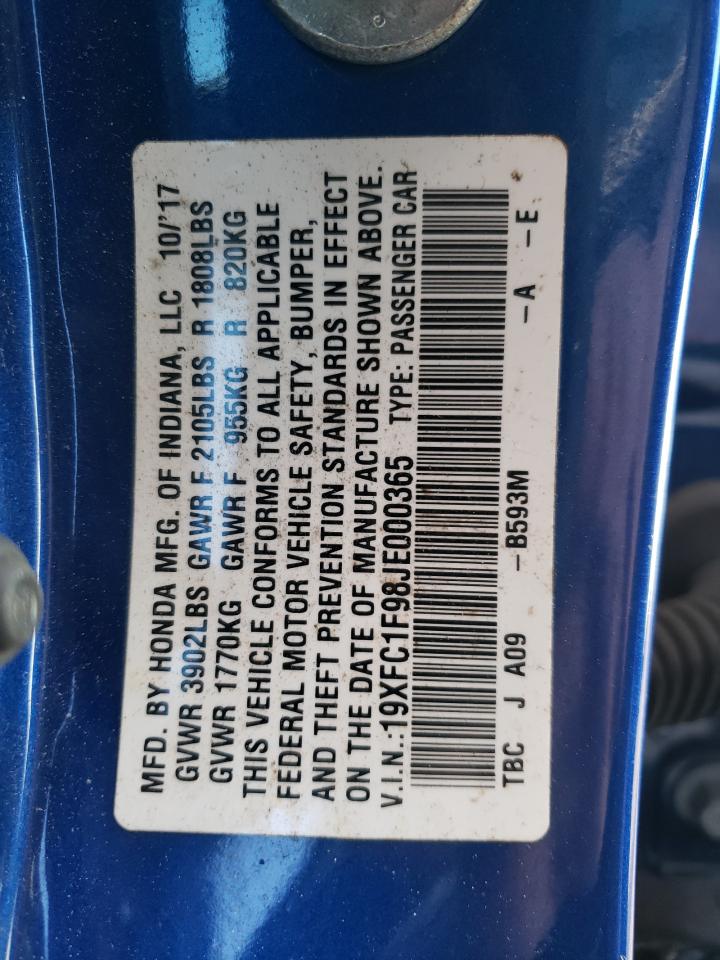 MFD. BY HONDA MFG. OF INDIANA, LLC 10/'17
GVWR 3902LBS GAWR F 2105LBS R 1808LBS
GVWR 1770KG GAWR F 955KG R 820KG
THIS VEHICLE CONFORMS TO ALL APPLICABLE
FEDERAL MOTOR VEHICLE SAFETY, BUMPER,
AND THEFT PREVENTION STANDARDS IN EFFECT
ON THE DATE OF MANUFACTURE SHOWN ABOVE.
V.I.N.:19XFC1F98JE000365 TYPE: PASSENGER CAR
TBC J A09 -B593M -A -E